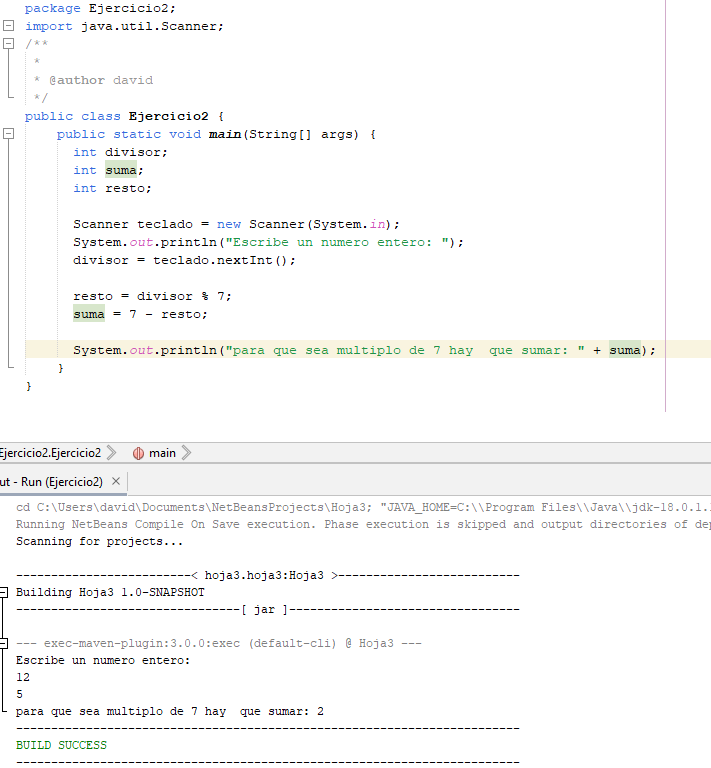 package Ejercicio2;
import java.util.Scanner;
/**
 *
 * @author david
 */
public class Ejercicio2 {
    public static void main(String[] args) {
      int divisor;
      int suma;
      int resto;
      Scanner teclado = new Scanner(System.in);
      System.out.println("Escribe un numero entero: ");
      divisor = teclado.nextInt();
      resto = divisor % 7;
      suma = 7 - resto;
      System.out.println("para que sea multiplo de 7 hay  que sumar: " + suma);
    }
}
Ejercicio2.Ejercicio2 main
ut - Run (Ejercicio2) ×
cd C:\Users\david\Documents\NetBeansProjects\Hoja3; "JAVA_HOME=C:\\Program Files\\Java\\jdk-18.0.1.
Running NetBeans Compile On Save execution. Phase execution is skipped and output directories of dep
Scanning for projects...
-------------------------< hoja3.hoja3:Hoja3 >--------------------------
Building Hoja3 1.0-SNAPSHOT
--------------------------------[ jar ]---------------------------------
--- exec-maven-plugin:3.0.0:exec (default-cli) @ Hoja3 ---
Escribe un numero entero:
12
5
para que sea multiplo de 7 hay  que sumar: 2
------------------------------------------------------------------------
BUILD SUCCESS
------------------------------------------------------------------------